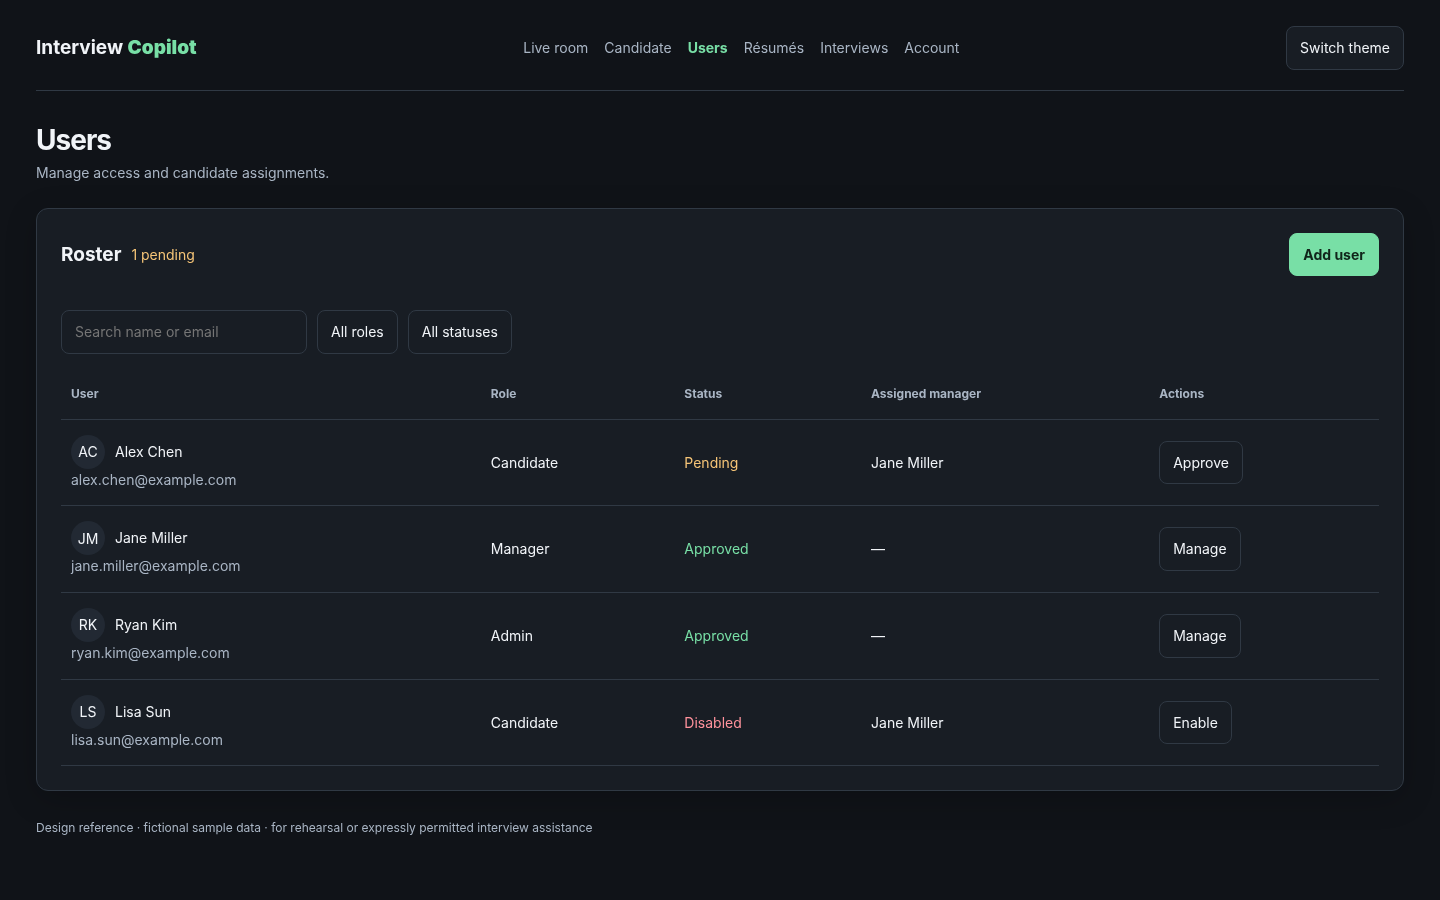 Interview Copilot
Live room Candidate Users Résumés Interviews Account
Switch theme
Users
Manage access and candidate assignments.
Roster 1 pending
Add user
Search name or email All roles All statuses
User Role Status Assigned manager Actions
AC Alex Chen
alex.chen@example.com
Candidate Pending Jane Miller Approve
JM Jane Miller
jane.miller@example.com
Manager Approved — Manage
RK Ryan Kim
ryan.kim@example.com
Admin Approved — Manage
LS Lisa Sun
lisa.sun@example.com
Candidate Disabled Jane Miller Enable
Design reference · fictional sample data · for rehearsal or expressly permitted interview assistance